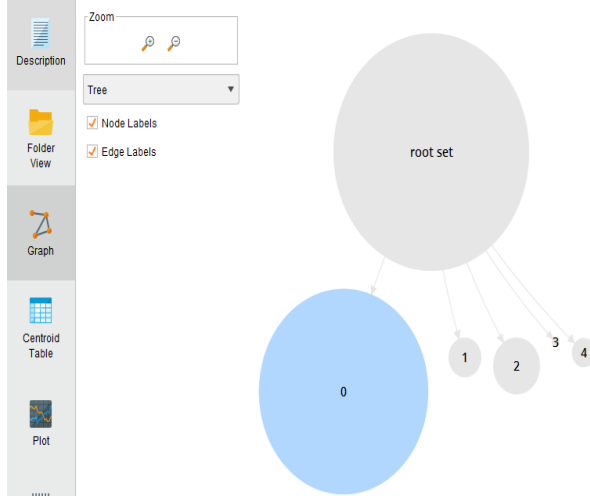 Description
Folder
View
Graph
Centroid
Table
Plot
Zoom
Tree
Node Labels
Edge Labels
root set
0
1
2
3
4